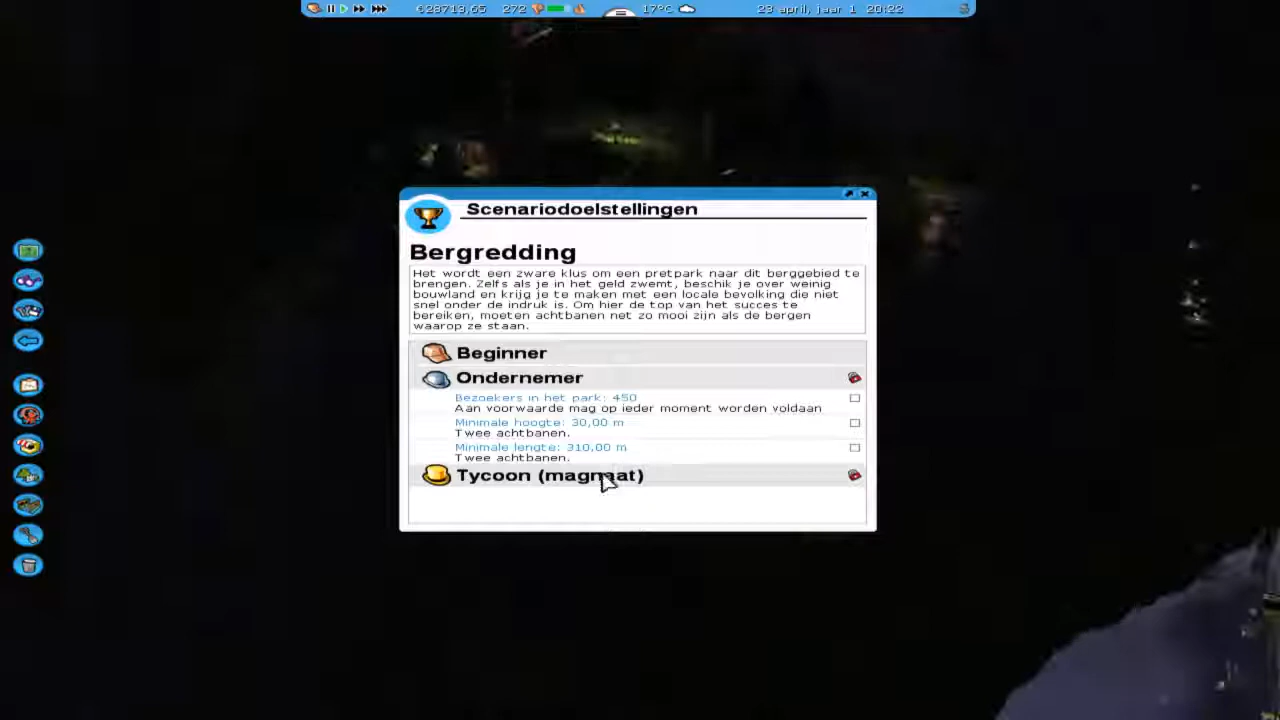 €28713,65 272 17°C 23 april, jaar 1 20:22
Scenariodoelstellingen
Bergredding
Het wordt een zware klus om een pretpark naar dit berggebied te
brengen. Zelfs als je in het geld zwemt, beschik je over weinig
bouwland en krijg je te maken met een locale bevolking die niet
snel onder de indruk is. Om hier de top van het succes te
bereiken, moeten achtbanen net zo mooi zijn als de bergen
waarop ze staan.
Beginner
Ondernemer
Bezoekers in het park: 450
Aan voorwaarde mag op ieder moment worden voldaan
Minimale hoogte: 30,00 m
Twee achtbanen.
Minimale lengte: 310,00 m
Twee achtbanen.
Tycoon (magnaat)